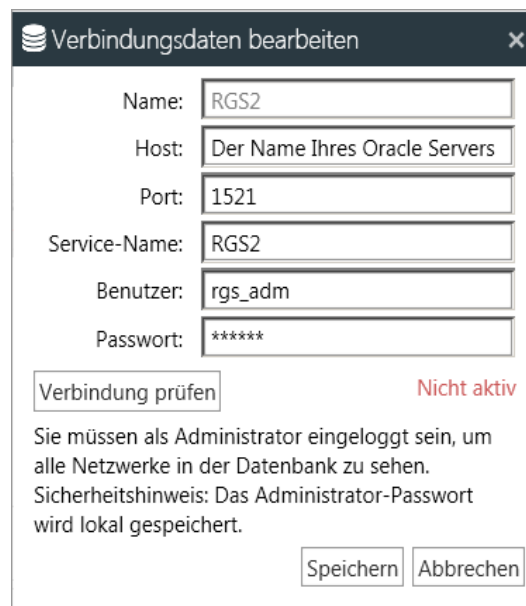 Verbindungsdaten bearbeiten
Name: RGS2
Host: Der Name Ihres Oracle Servers
Port: 1521
Service-Name: RGS2
Benutzer: rgs_adm
Passwort: ******
Verbindung prüfen Nicht aktiv
Sie müssen als Administrator eingeloggt sein, um
alle Netzwerke in der Datenbank zu sehen.
Sicherheitshinweis: Das Administrator-Passwort
wird lokal gespeichert.
Speichern Abbrechen